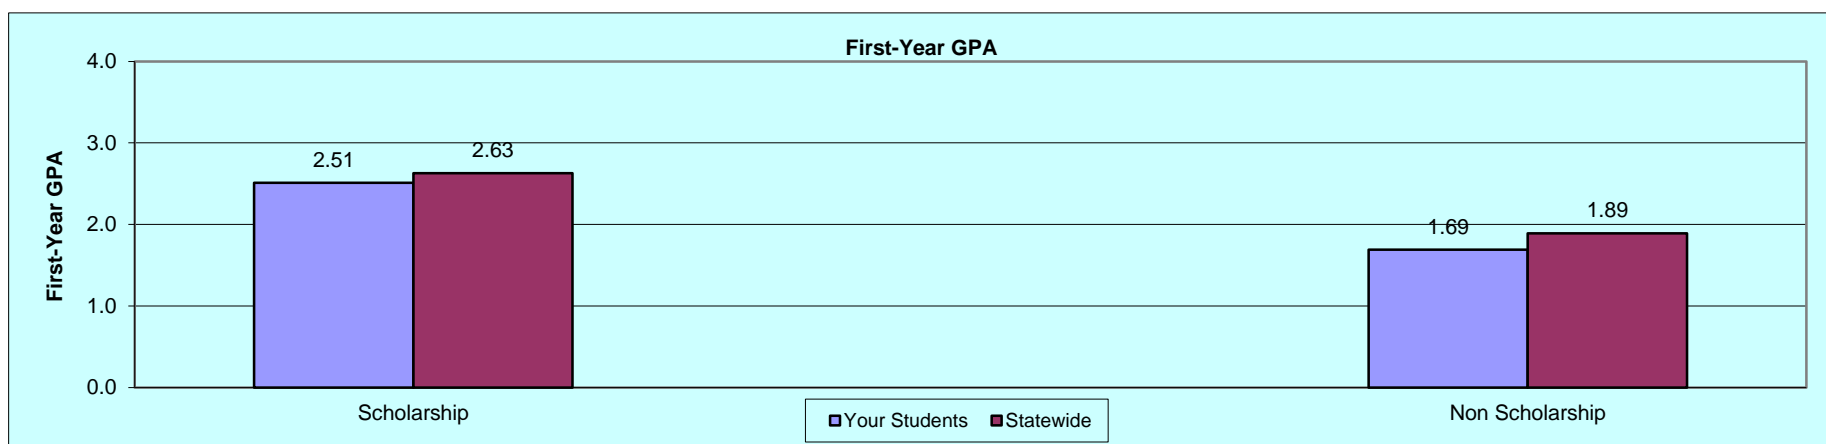 First-Year GPA
4.0
3.0
2.0
1.0
0.0
First-Year GPA
2.51
2.63
1.69
1.89
Scholarship
Non Scholarship
Your Students
Statewide